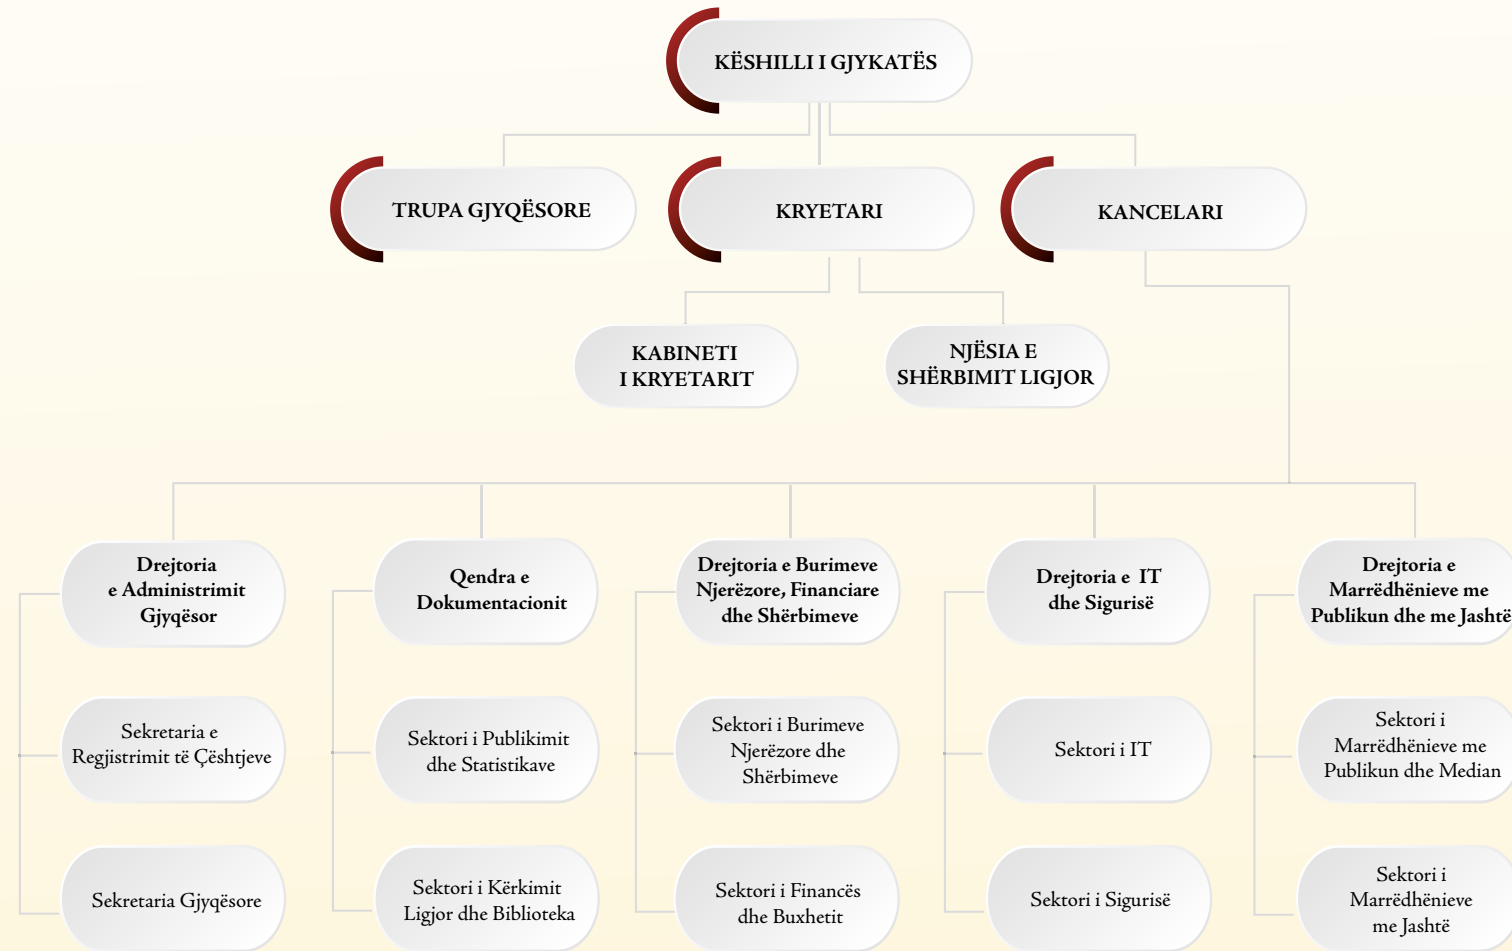 KËSHILLI I GJYKATËS
TRUPA GJYQËSORE
KRYETARI
KANCELARI
KABINETI
I KRYETARIT
NJËSIA E
SHËRBIMIT LIGJOR
Drejtoria
e Administrimit
Gjyqësor
Qendra e
Dokumentacionit
Drejtoria e Burimeve
Njerëzore, Financiare
dhe Shërbimeve
Drejtoria e IT
dhe Sigurisë
Drejtoria e
Marrëdhënieve me
Publikun dhe me Jashtë
Sekretaria e
Regjistrimit të Çështjeve
Sektori i Publikimit
dhe Statistikave
Sektori i Burimeve
Njerëzore dhe
Shërbimeve
Sektori i IT
Sektori i
Marrëdhënieve me
Publikun dhe Median
Sekretaria Gjyqësore
Sektori i Kërkimit
Ligjor dhe Biblioteka
Sektori i Financës
dhe Buxhetit
Sektori i Sigurisë
Sektori i
Marrëdhënieve
me Jashtë